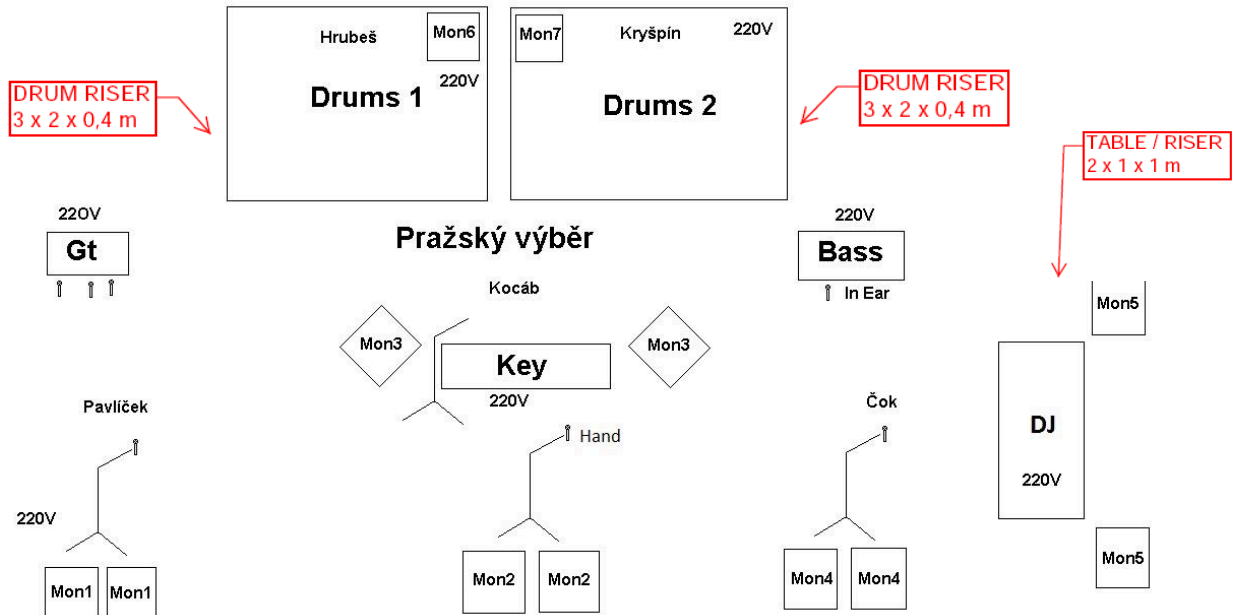 Hrubeš
Mon6
220V
Drums 1
Mon7
Kryšpín
220V
Drums 2
DRUM RISER
3 x 2 x 0,4 m
DRUM RISER
3 x 2 x 0,4 m
TABLE / RISER
2 x 1 x 1 m
22OV
Gt
Pražský výběr
220V
Bass
In Ear
Kocáb
Mon3
Key
Mon3
220V
Mon5
Pavlíček
Hand
Čok
DJ
220V
220V
Mon1
Mon1
Mon2
Mon2
Mon4
Mon4
Mon5